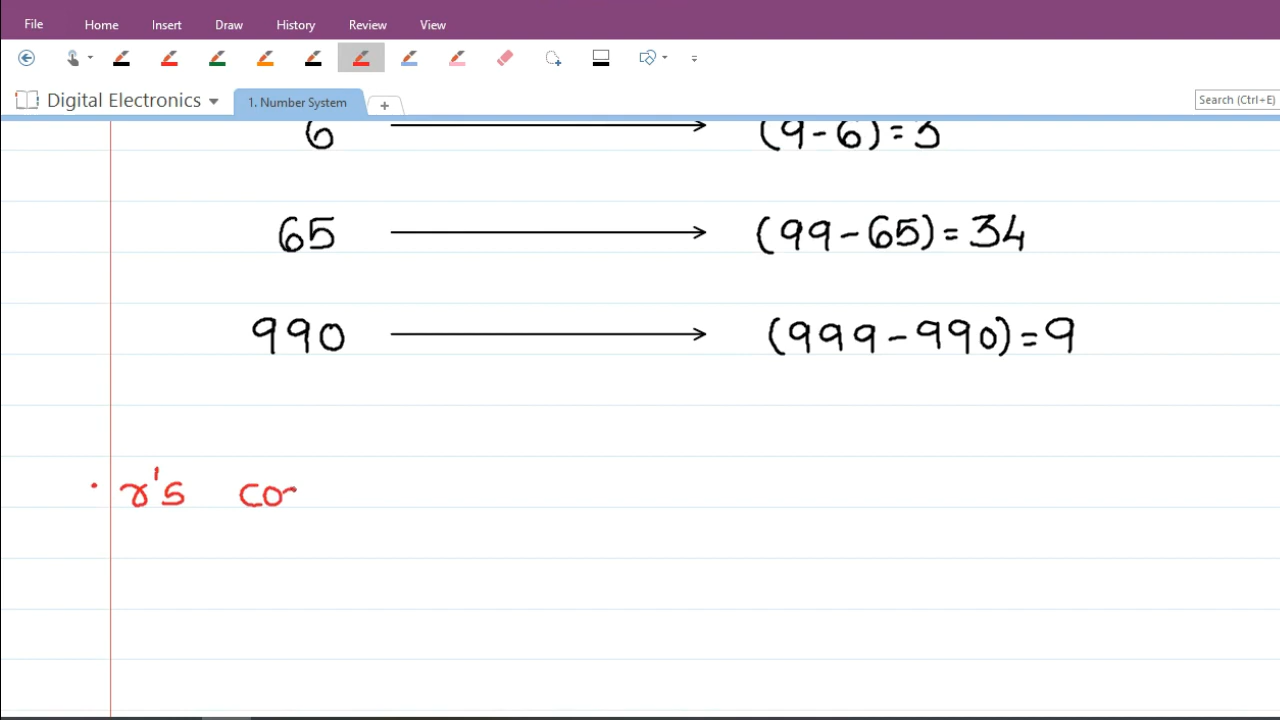 File Home Insert Draw History Review View
Digital Electronics 1. Number System + Search (Ctrl+E)
6 (9-6)=3
65 (99-65)=34
990 (999-990)=9
r's co